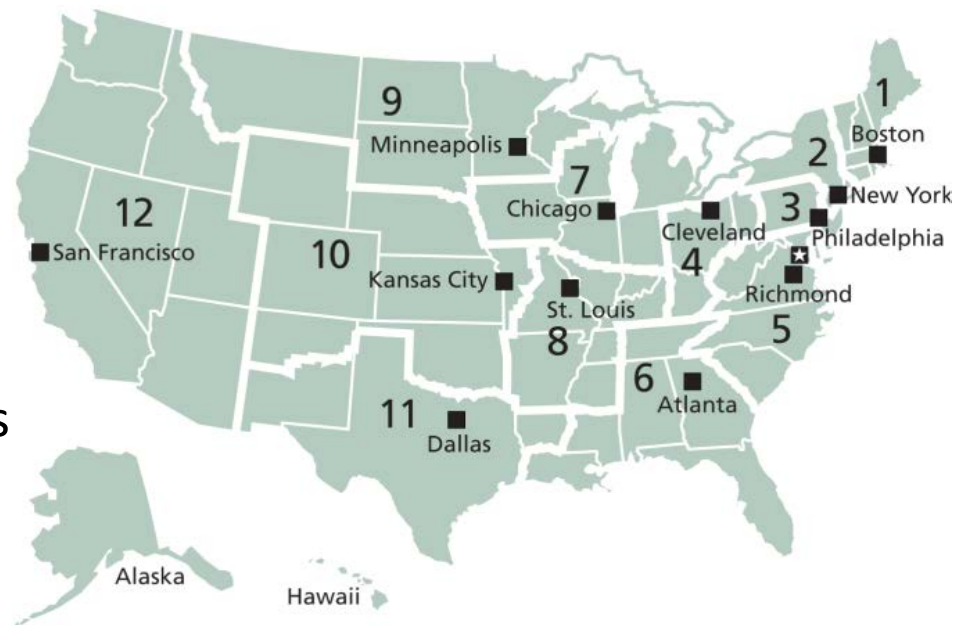 1
Boston
2
New York
3
Philadelphia
9
Minneapolis
7
Chicago
Cleveland
4
Richmond
5
12
San Francisco
10
Kansas City
St. Louis
8
6
Atlanta
11
Dallas
s
Alaska
Hawaii